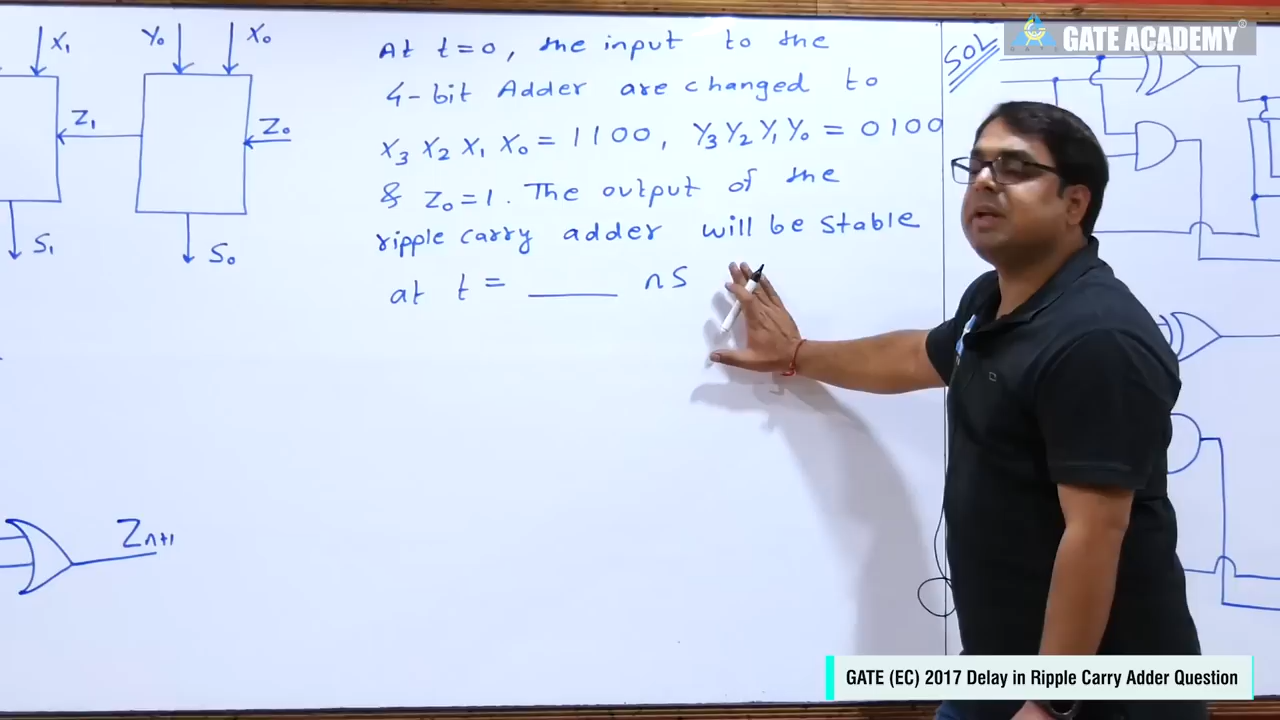 X₁
Y₀
X₀
Z₁
Z₀
S₁
S₀
Zn+1
At t=0, the input to the
4-bit Adder are changed to
X₃ X₂ X₁ X₀ = 1100, Y₃ Y₂ Y₁ Y₀ = 0100
& Z₀=1. The output of the
ripple carry adder will be stable
at t = ____ ns
SOL
GATE ACADEMY®
GATE (EC) 2017 Delay in Ripple Carry Adder Question